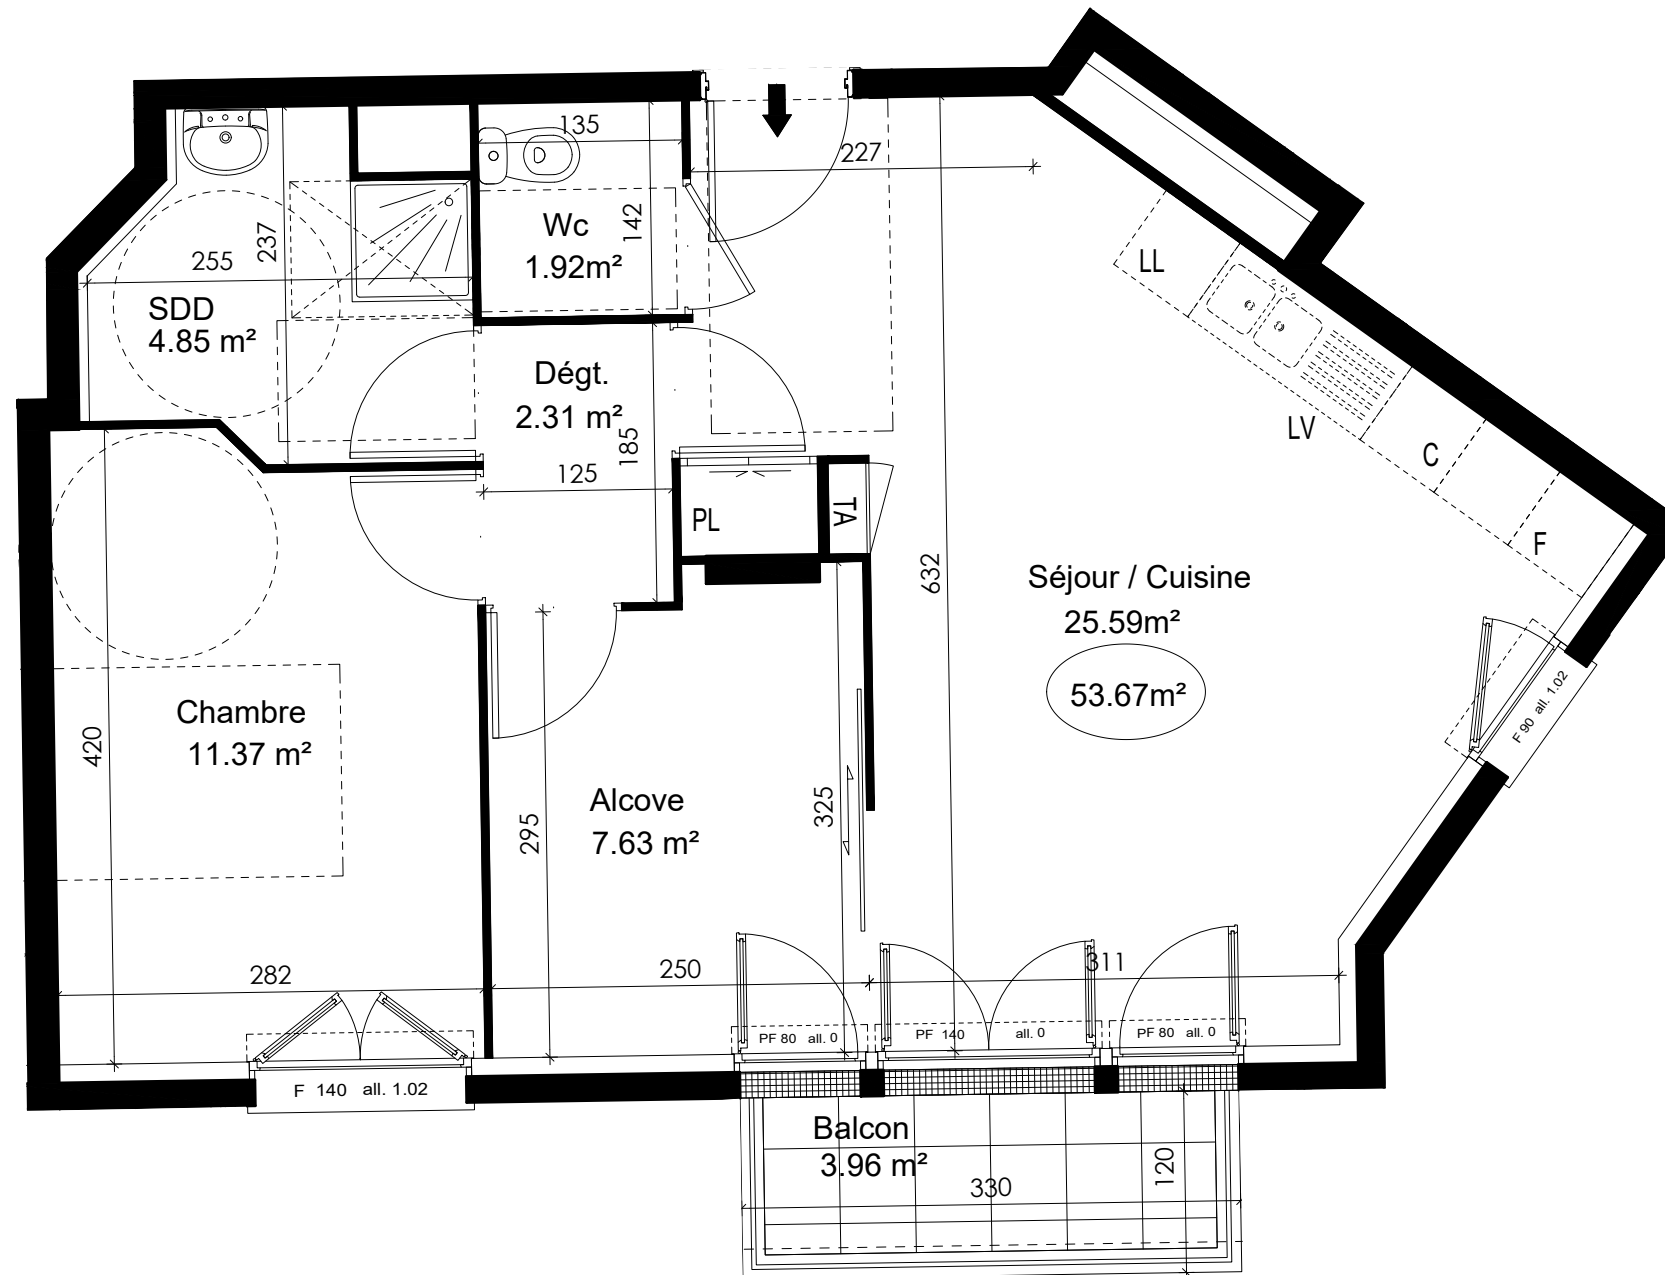 135
227
Wc
1.92m²
142
237
255
SDD
4.85 m²
LL
LV
C
F
Dégt.
2.31 m²
185
125
PL
TA
632
Séjour / Cuisine
25.59m²
53.67m²
F 90 all. 1.02
Chambre
11.37 m²
420
Alcove
7.63 m²
295
325
282
250
311
PF 80 all. 0
PF 140 all. 0
PF 80 all. 0
F 140 all. 1.02
Balcon
3.96 m²
330
120